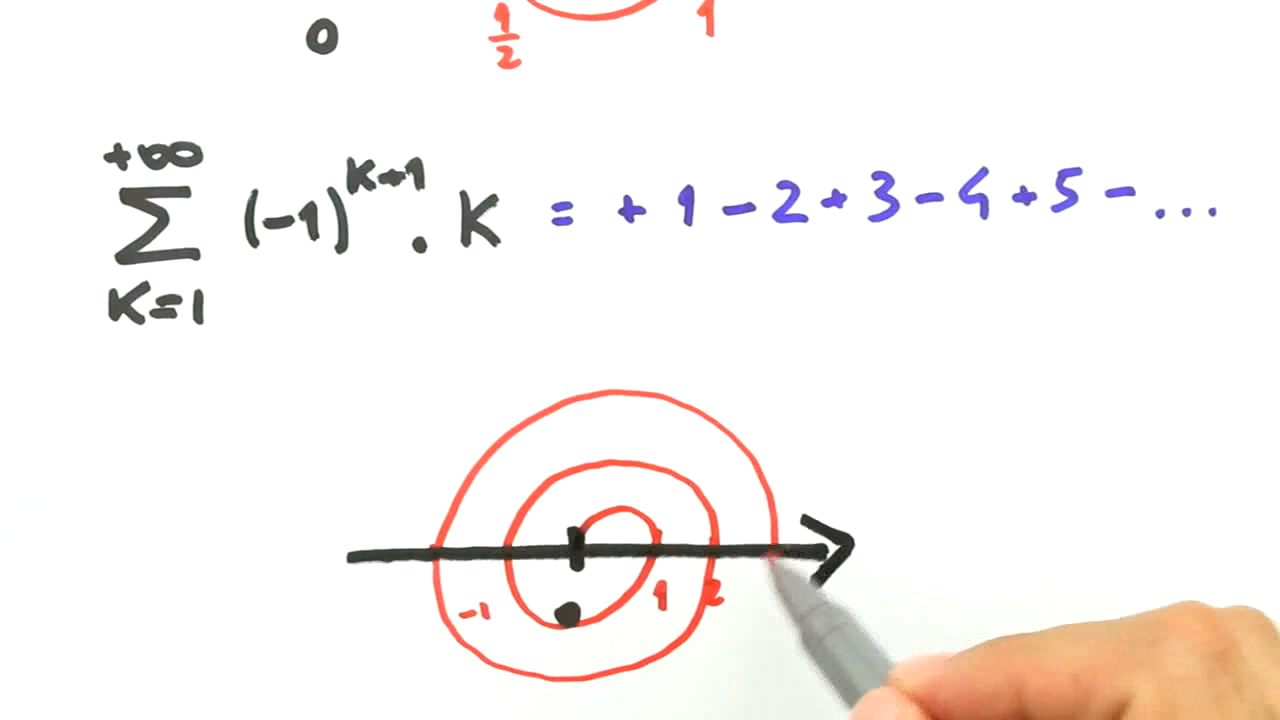 0 1/2 1
+∞
∑ (-1)^{K+1} . K = + 1 - 2 + 3 - 4 + 5 - ...
K=1
-1 1 2